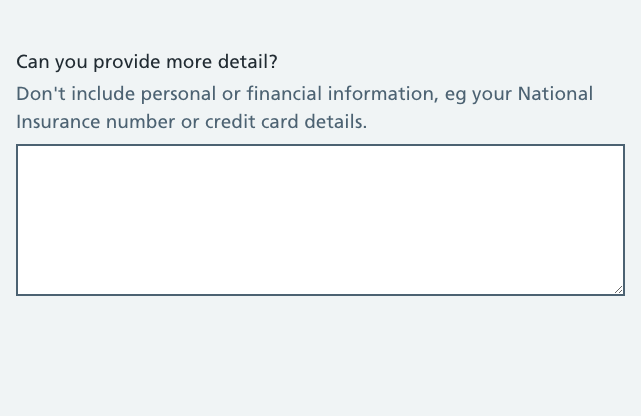 Can you provide more detail?
Don't include personal or financial information, eg your National
Insurance number or credit card details.